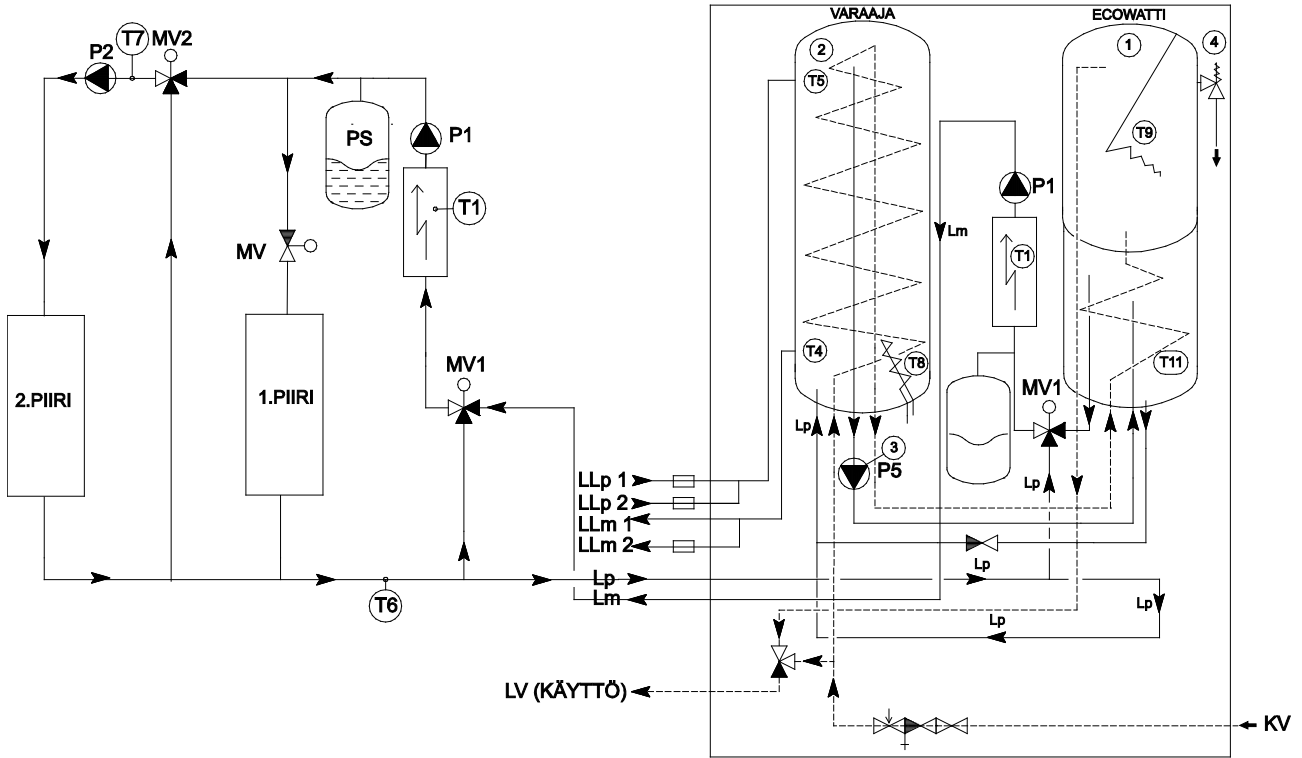 VARAAJA
ECOWATTI
T7
MV2
P2
2
1
4
T5
PS
P1
T9
P1
T1
Lm
T1
MV
T4
T8
T11
MV1
MV1
2.PIIRI
1.PIIRI
Lp
3
P5
LLp 1
Lp
LLp 2
LLm 1
LLm 2
Lp
Lp
Lm
T6
Lp
Lp
LV (KÄYTTÖ)
KV